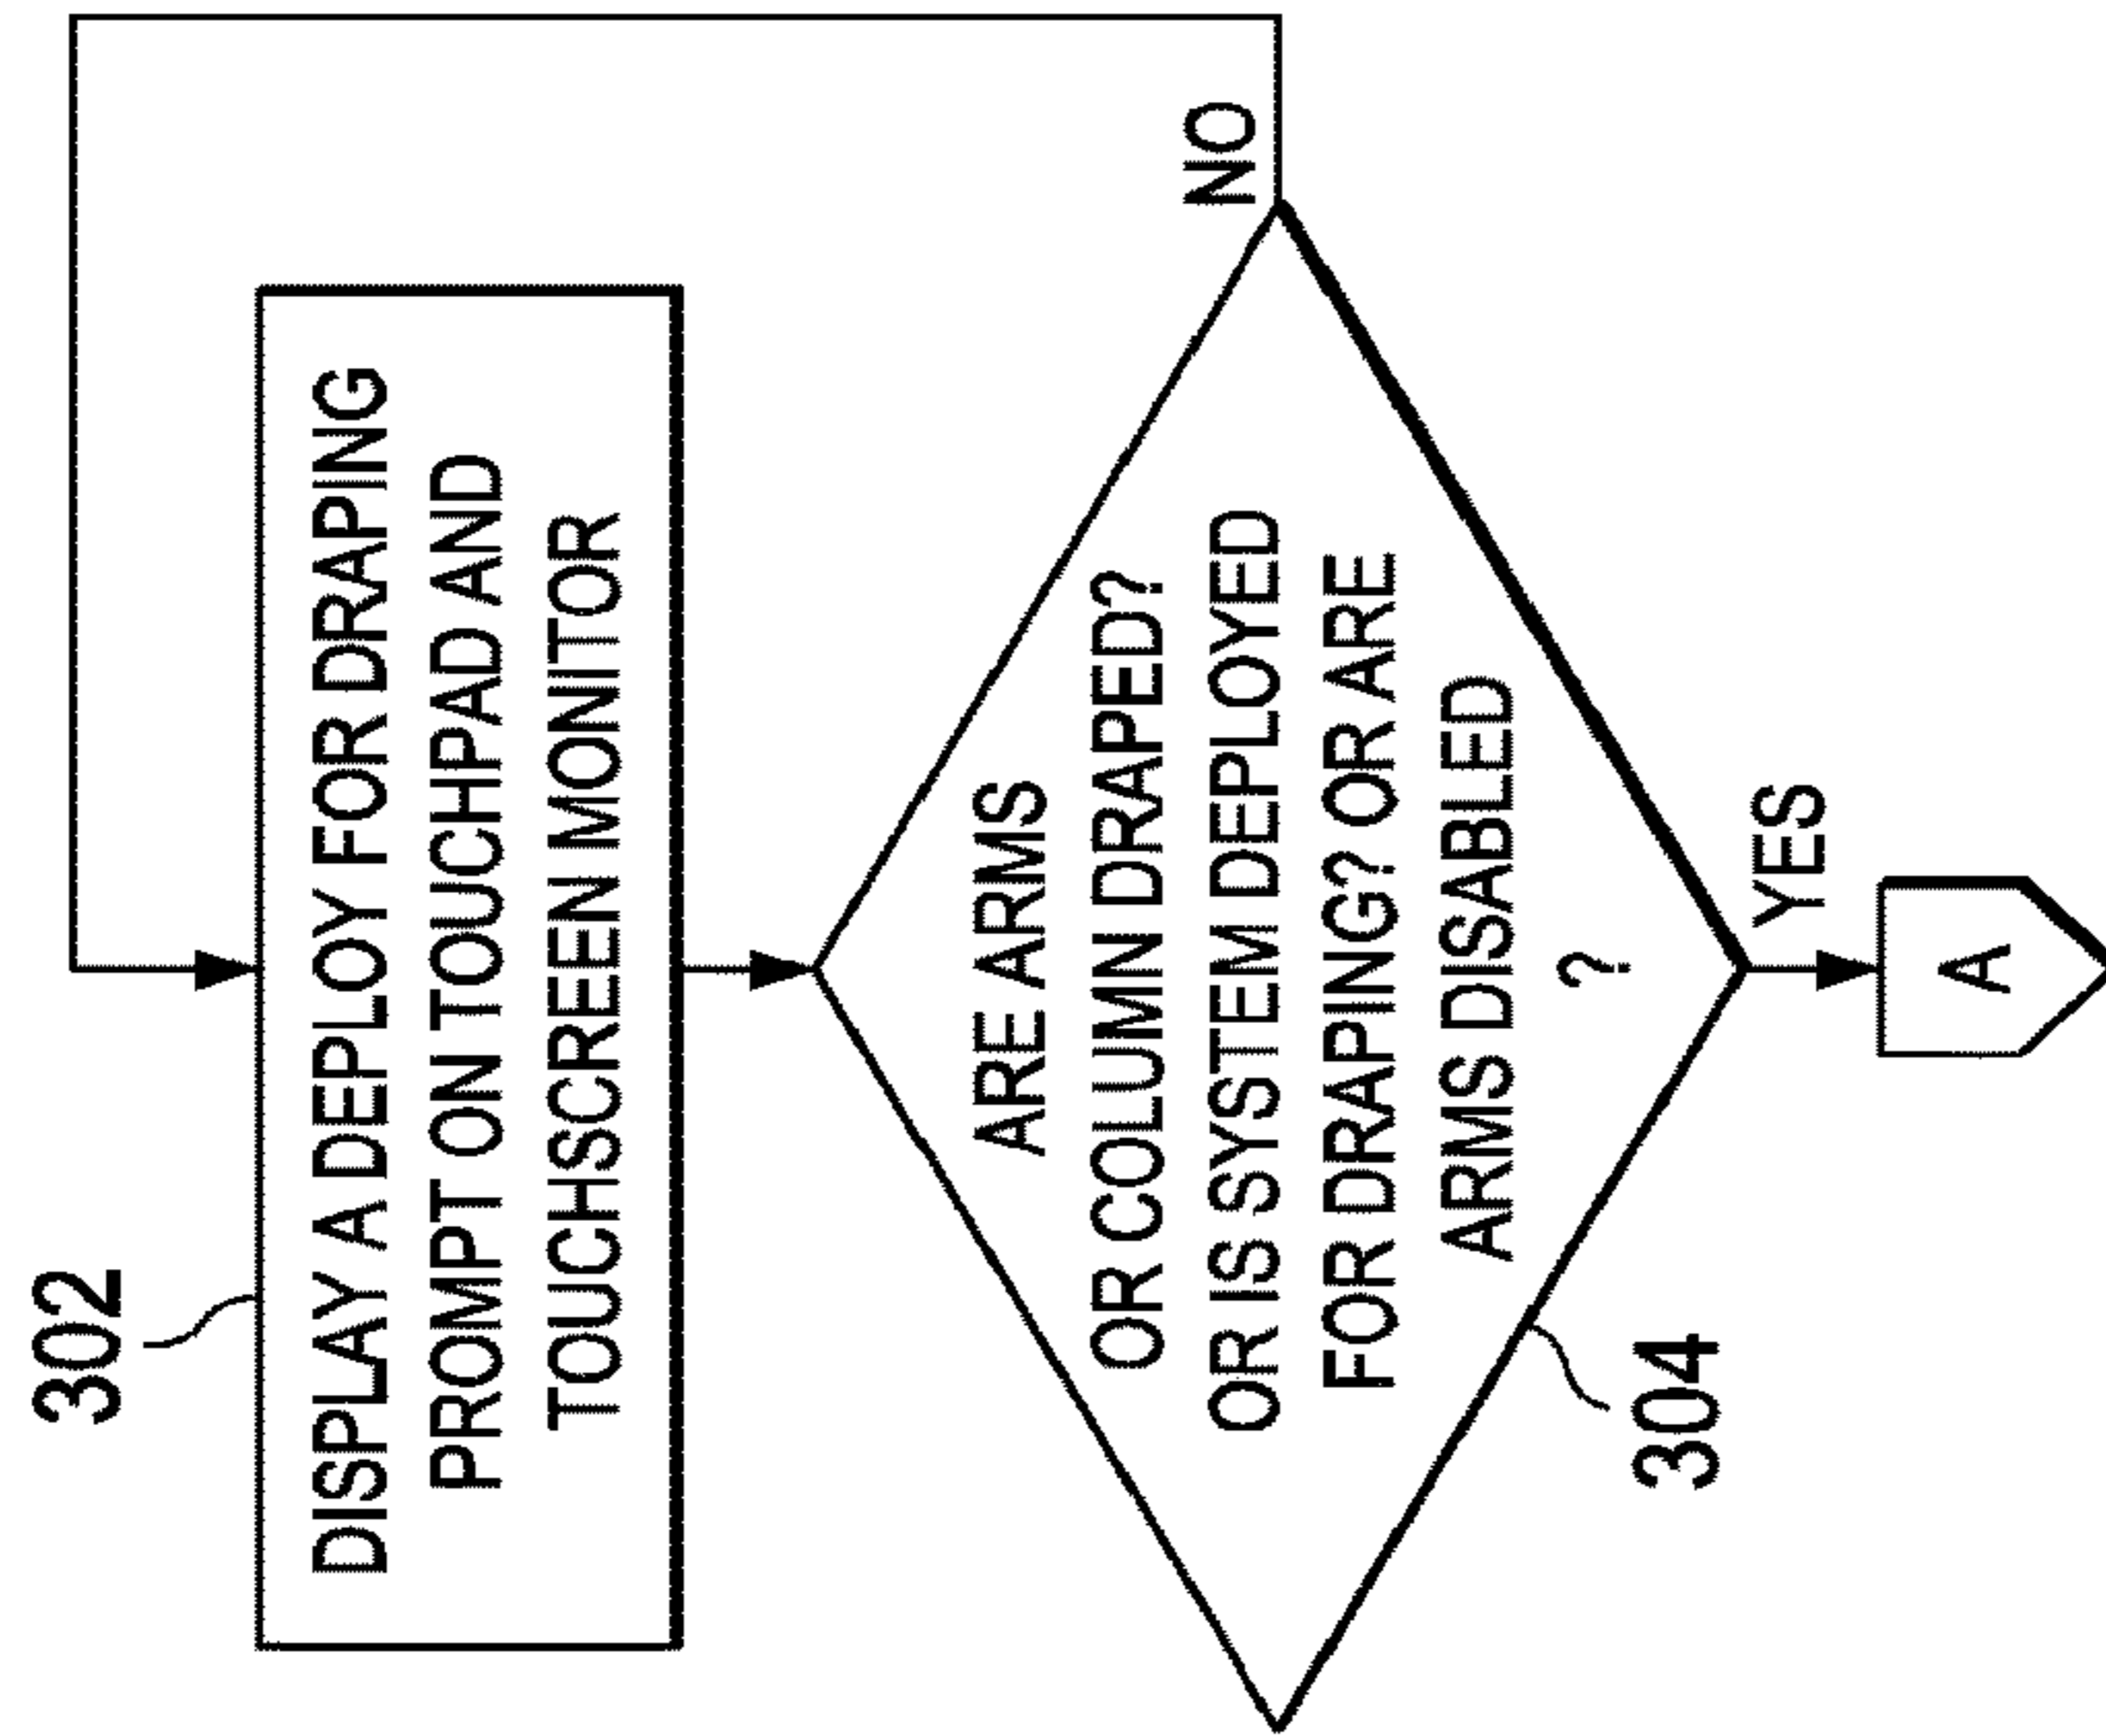 302
DISPLAY A DEPLOY FOR DRAPING
PROMPT ON TOUCHPAD AND
TOUCHSCREEN MONITOR
ARE ARMS
OR COLUMN DRAPED?
OR IS SYSTEM DEPLOYED
FOR DRAPING? OR ARE
ARMS DISABLED
?
NO
304
YES
A